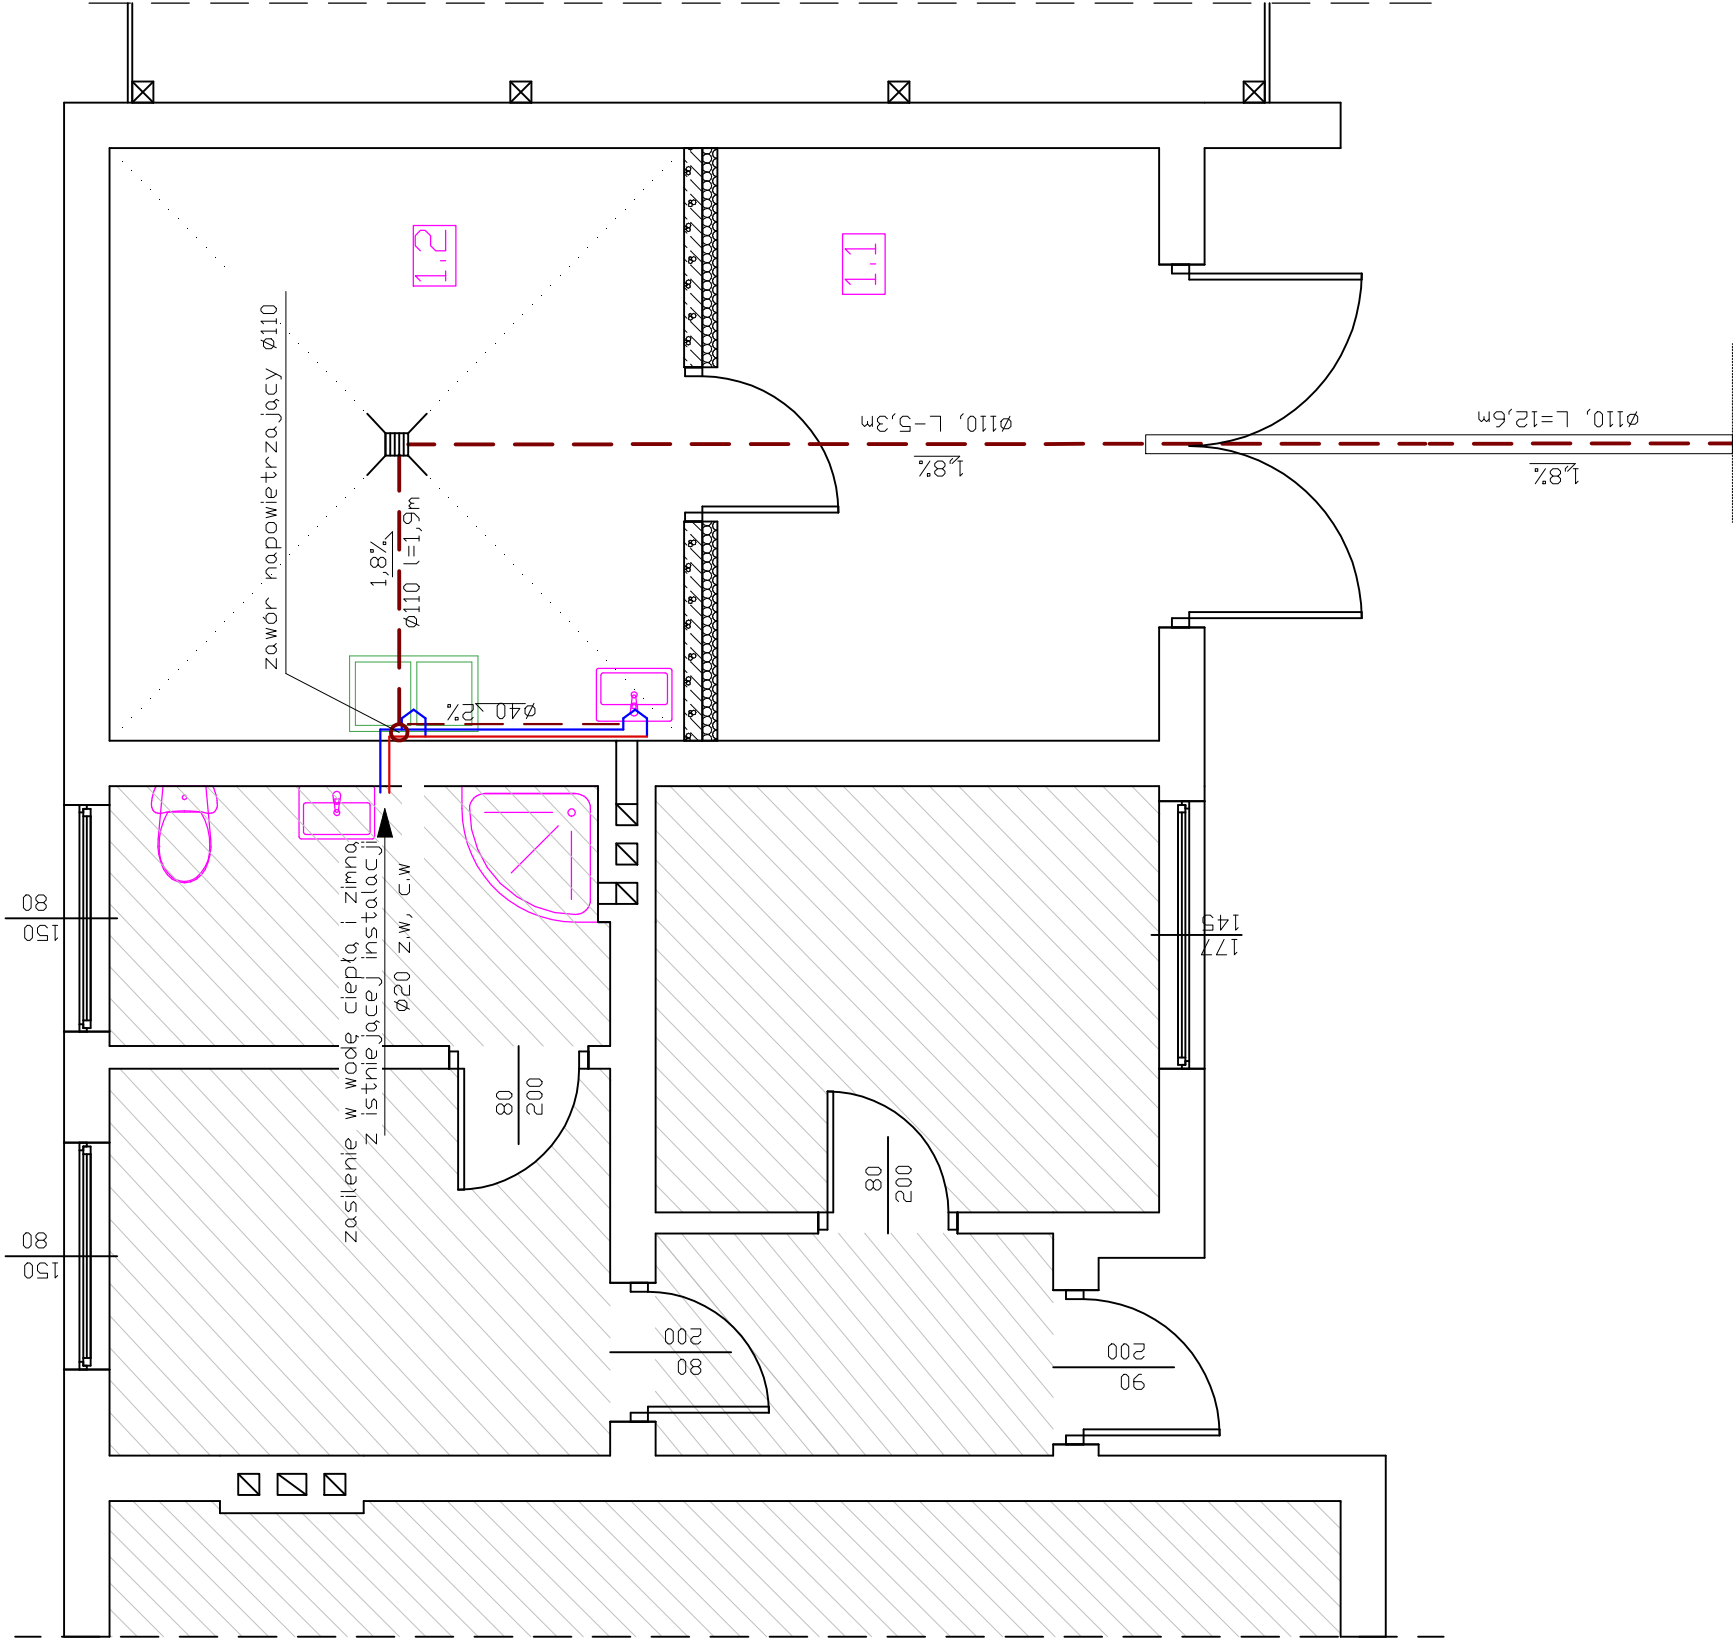 1.2
1.1
zawór napowietrzający ø110
ø110, L-5,3m
1,8%
ø110, L=12,6m
1,8%
1,8%
ø110 l=1,9m
ø40 2%
zasilenie w wodę ciepłą i zimną
z istniejącej instalacji
ø20 z.w, c.w
80
150
145
177
80
200
80
200
80
150
200
80
200
90